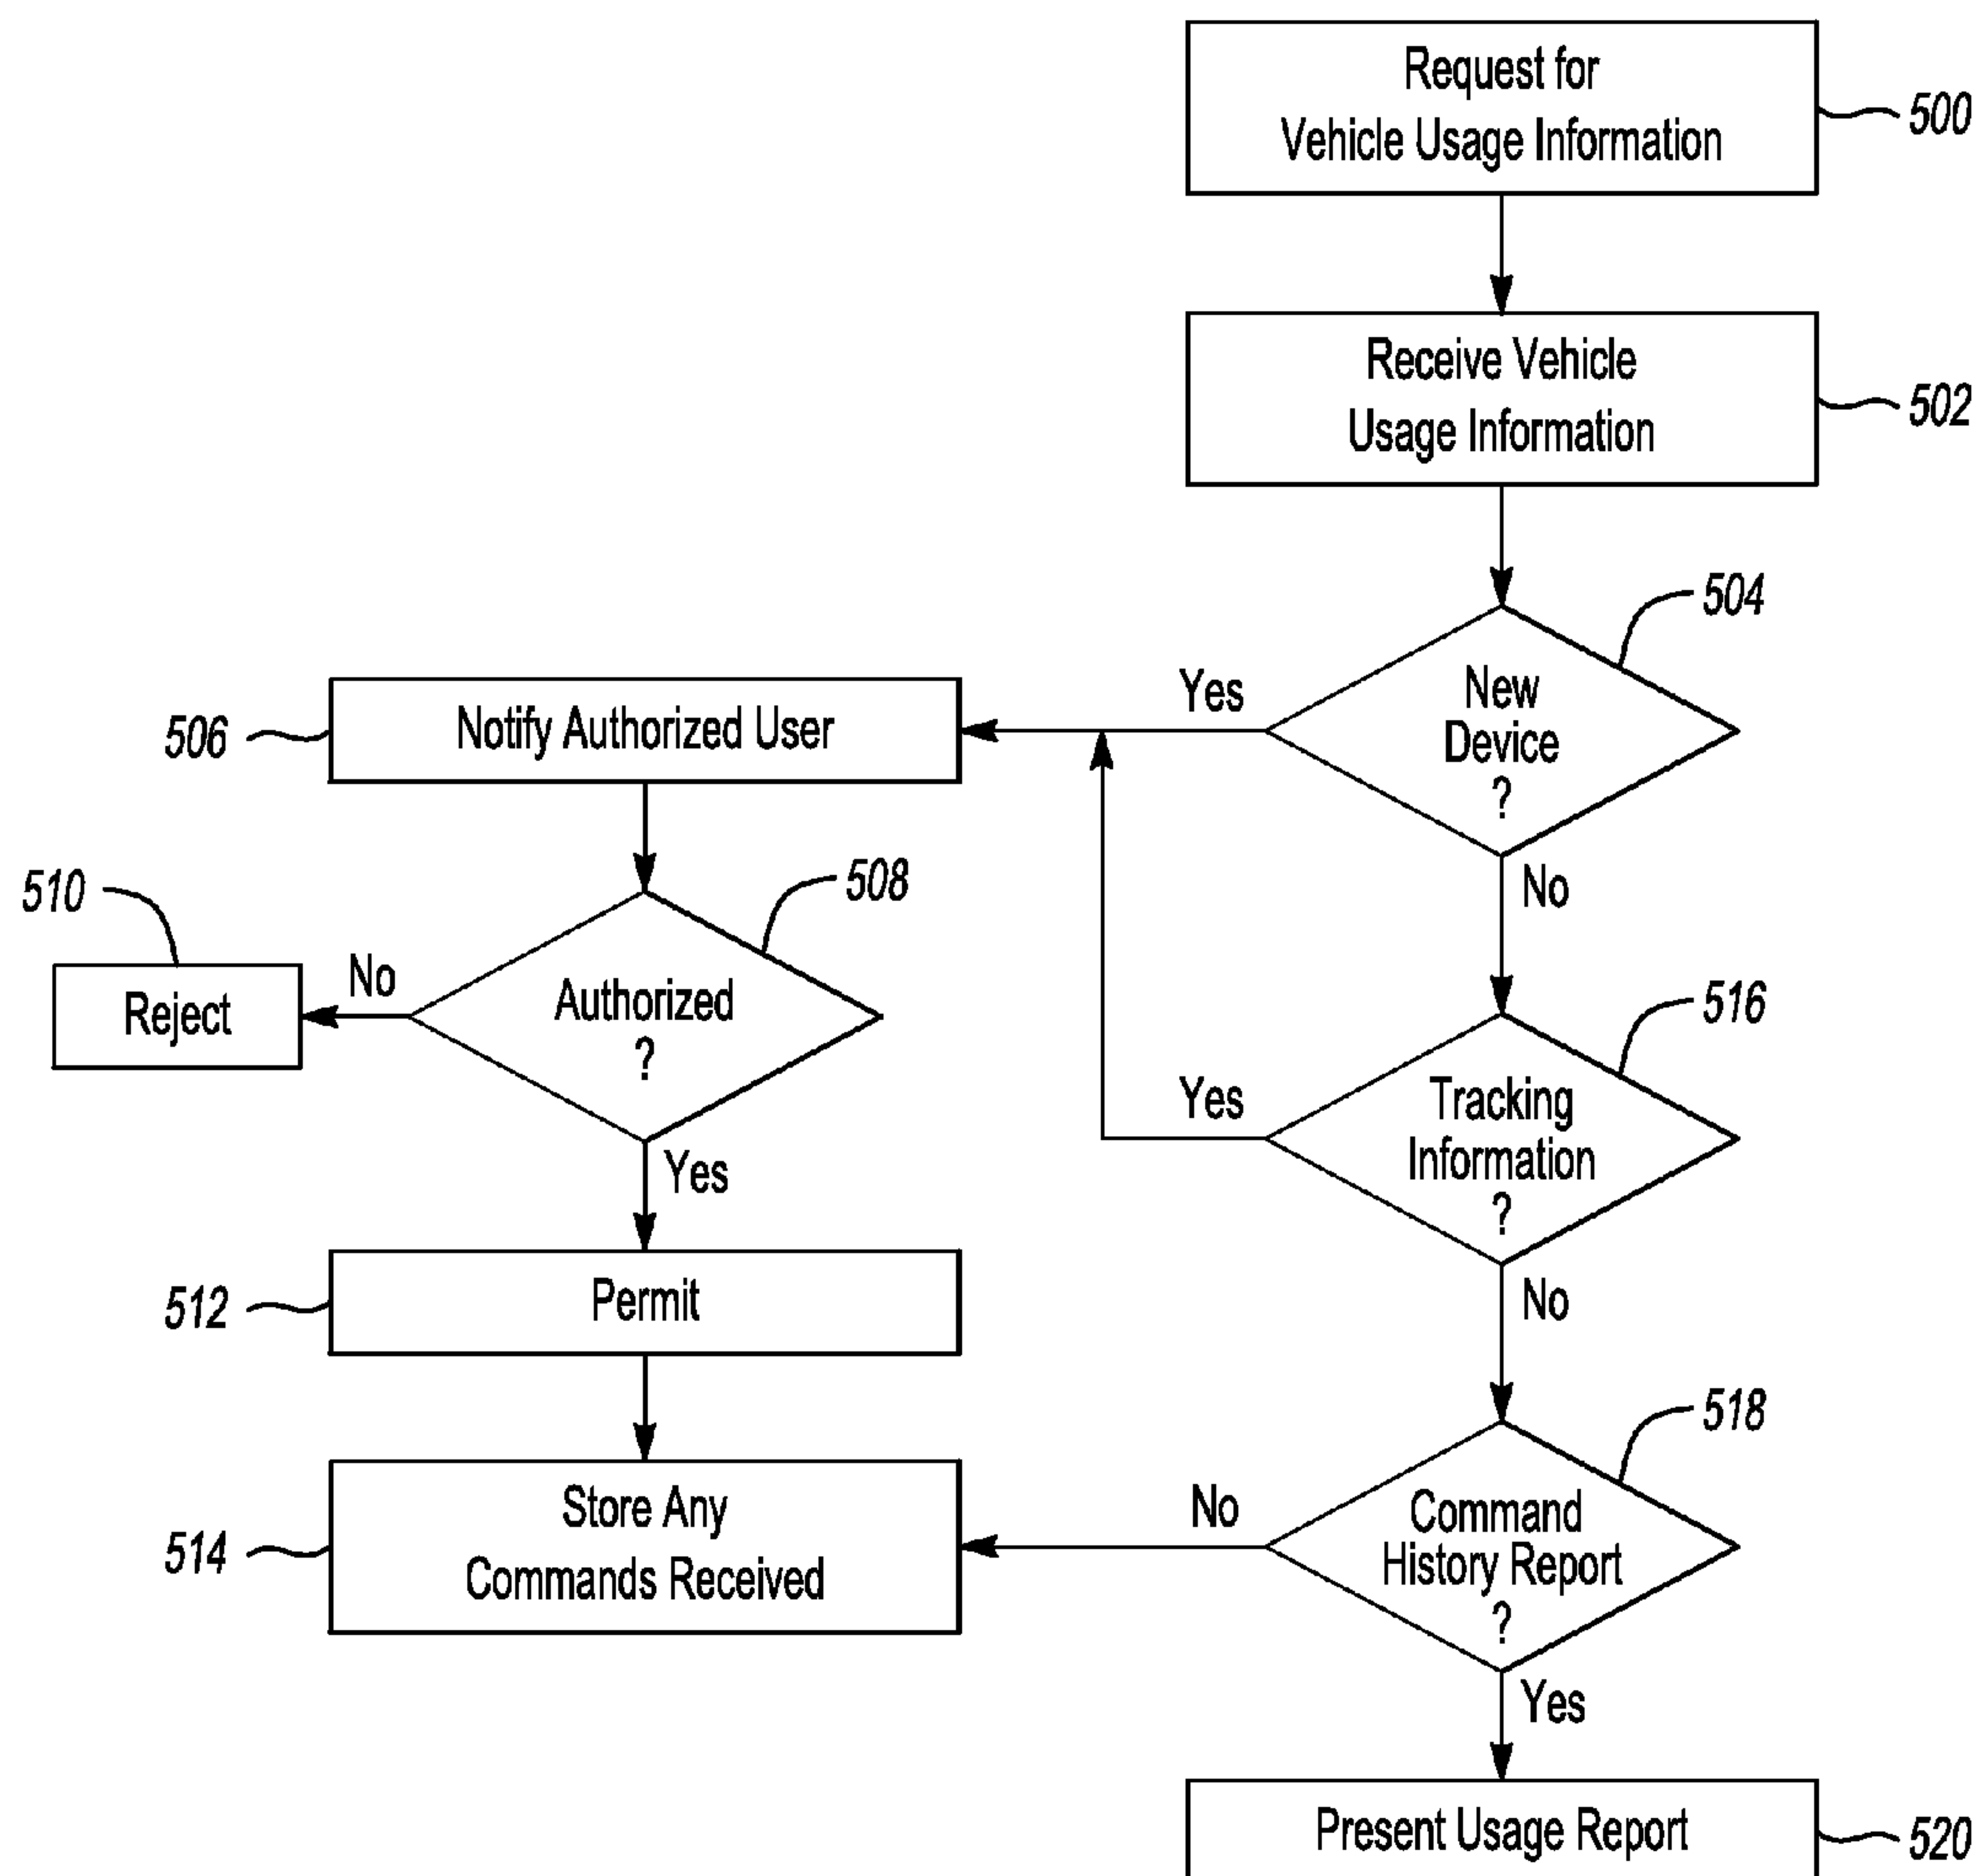 Request for
Vehicle Usage Information
500
Receive Vehicle
Usage Information
502
504
New
Device
?
Yes
No
506
Notify Authorized User
508
Authorized
?
No
Yes
510
Reject
512
Permit
514
Store Any
Commands Received
516
Tracking
Information
?
Yes
No
518
Command
History Report
?
No
Yes
Present Usage Report
520